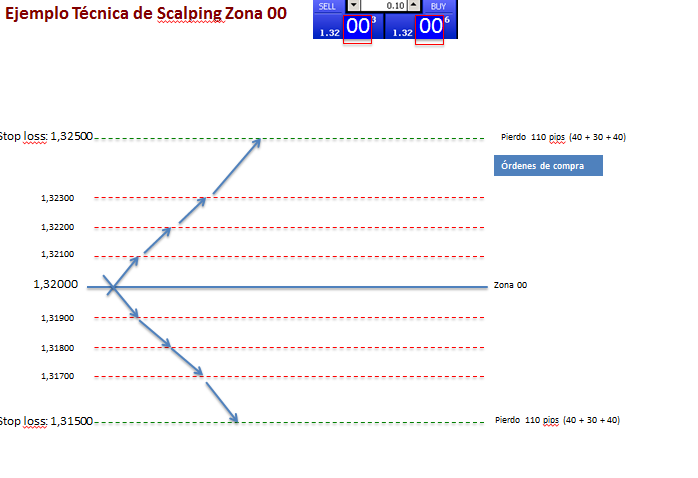 Ejemplo Técnica de Scalping Zona 00
SELL 0.10 BUY
1.32 00 3 1.32 00 6
Stop loss: 1,32500
Pierdo 110 pips (40 + 30 + 40)
Órdenes de compra
1,32300
1,32200
1,32100
1,32000
Zona 00
1,31900
1,31800
1,31700
Stop loss: 1,31500
Pierdo 110 pips (40 + 30 + 40)